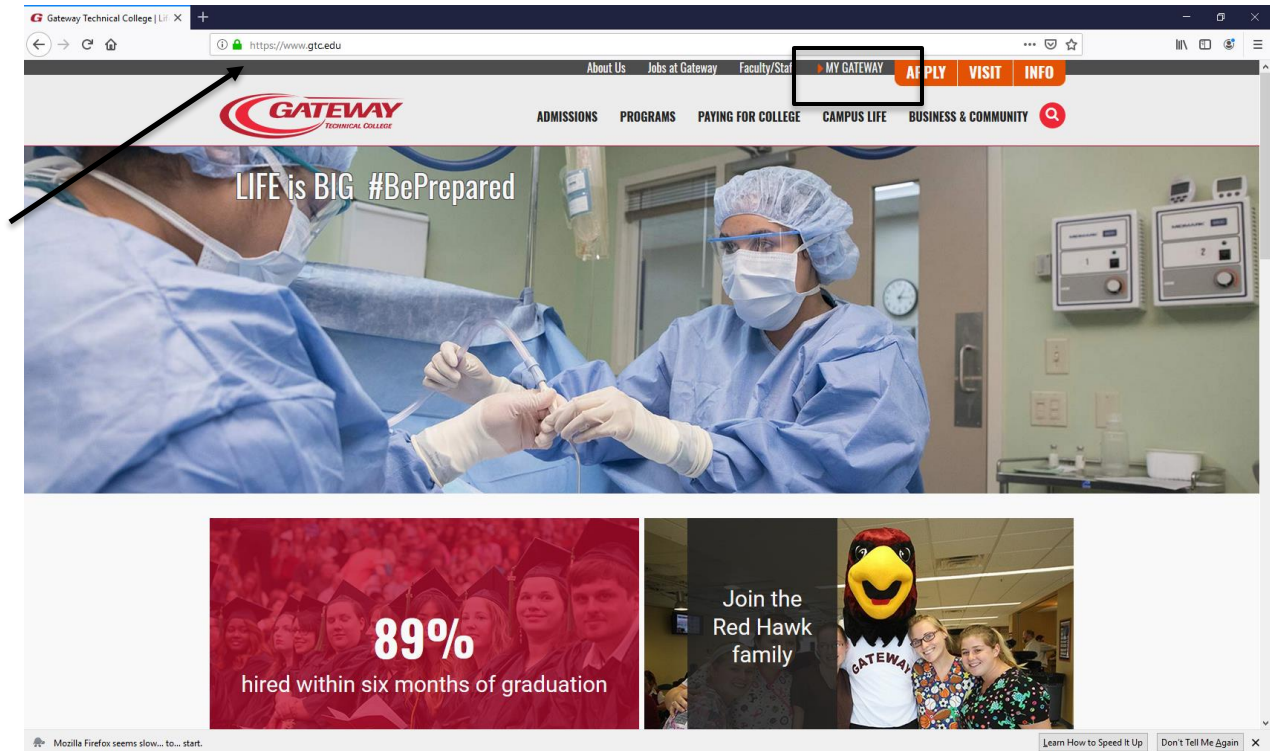 G Gateway Technical College | Lif
https://www.gtc.edu
About Us Jobs at Gateway Faculty/Staf MY GATEWAY APPLY VISIT INFO
GATEWAY
TECHNICAL COLLEGE
ADMISSIONS PROGRAMS PAYING FOR COLLEGE CAMPUS LIFE BUSINESS & COMMUNITY
LIFE is BIG #BePrepared
1
2
89%
hired within six months of graduation
Join the
Red Hawk
family
GATEWAY
Mozilla Firefox seems slow... to... start. Learn How to Speed It Up Don't Tell Me Again